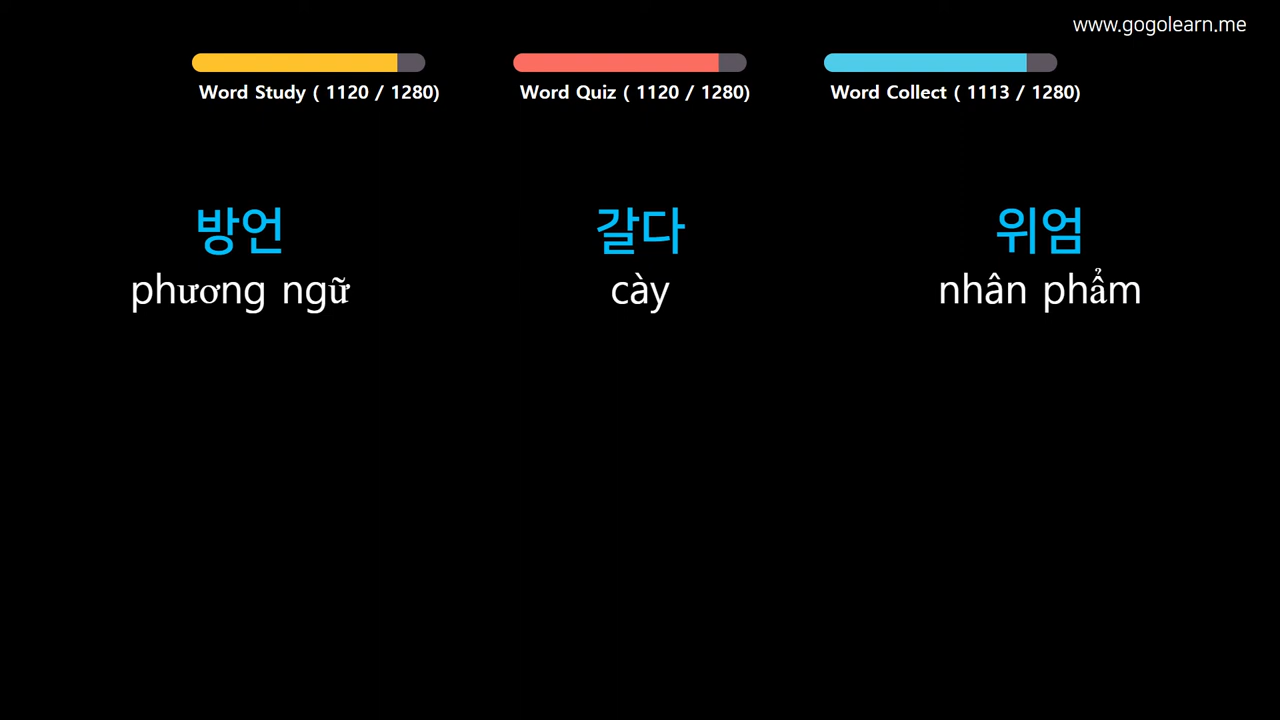 www.gogolearn.me
Word Study ( 1120 / 1280) Word Quiz ( 1120 / 1280) Word Collect ( 1113 / 1280)
방언 갈다 위엄
phương ngữ cày nhân phẩm